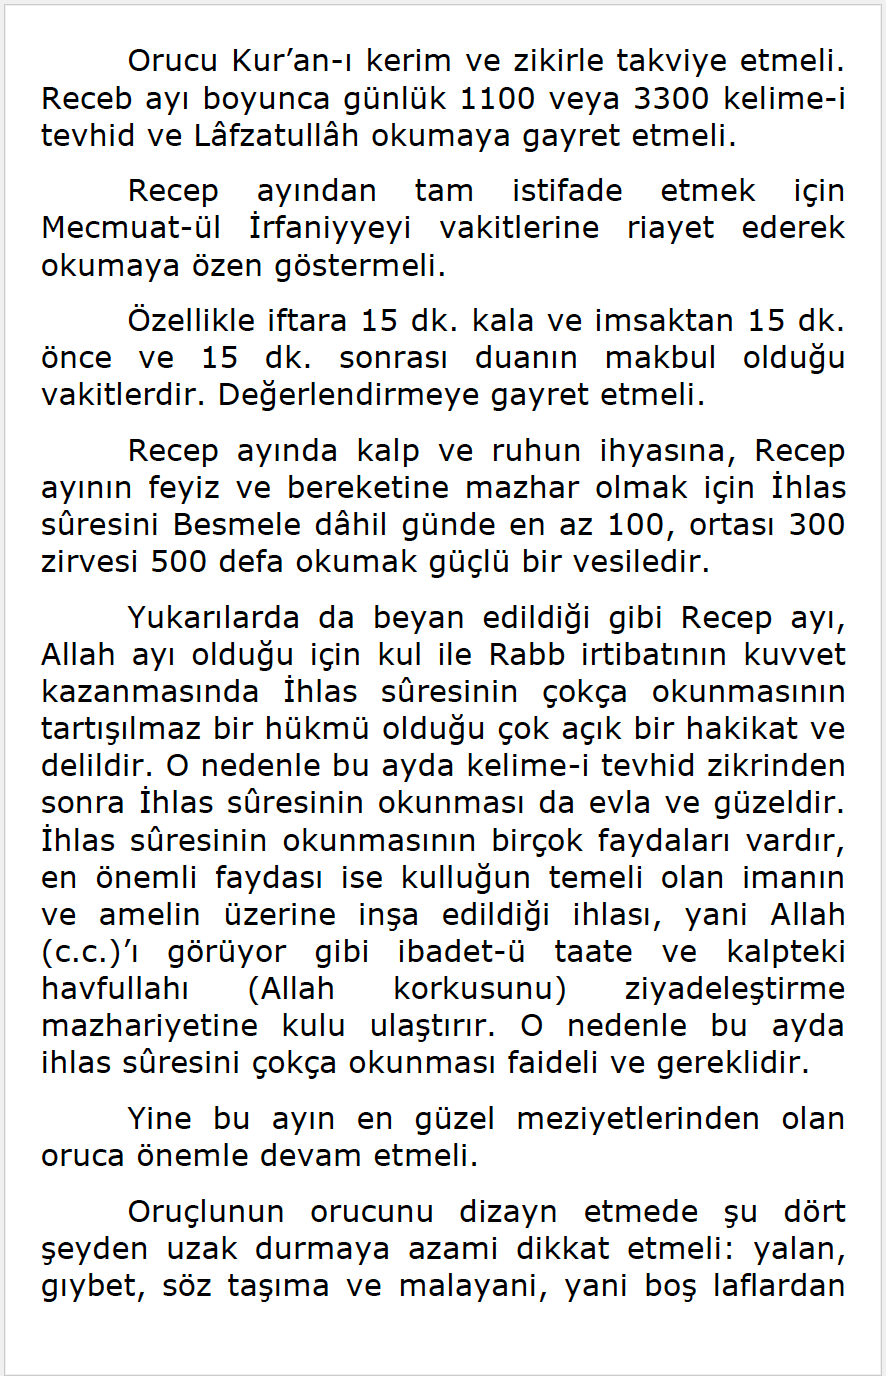 Orucu Kur’an-ı kerim ve zikirle takviye etmeli.
Receb ayı boyunca günlük 1100 veya 3300 kelime-i
tevhid ve Lâfzatullâh okumaya gayret etmeli.
Recep ayından tam istifade etmek için
Mecmuat-ül İrfaniyyeyi vakitlerine riayet ederek
okumaya özen göstermeli.
Özellikle iftara 15 dk. kala ve imsaktan 15 dk.
önce ve 15 dk. sonrası duanın makbul olduğu
vakitlerdir. Değerlendirmeye gayret etmeli.
Recep ayında kalp ve ruhun ihyasına, Recep
ayının feyiz ve bereketine mazhar olmak için İhlas
sûresini Besmele dâhil günde en az 100, ortası 300
zirvesi 500 defa okumak güçlü bir vesiledir.
Yukarılarda da beyan edildiği gibi Recep ayı,
Allah ayı olduğu için kul ile Rabb irtibatının kuvvet
kazanmasında İhlas sûresinin çokça okunmasının
tartışılmaz bir hükmü olduğu çok açık bir hakikat ve
delildir. O nedenle bu ayda kelime-i tevhid zikrinden
sonra İhlas sûresinin okunması da evla ve güzeldir.
İhlas sûresinin okunmasının birçok faydaları vardır,
en önemli faydası ise kulluğun temeli olan imanın
ve amelin üzerine inşa edildiği ihlası, yani Allah
(c.c.)’ı görüyor gibi ibadet-ü taate ve kalpteki
havfullahı (Allah korkusunu) ziyadeleştirme
mazhariyetine kulu ulaştırır. O nedenle bu ayda
ihlas sûresini çokça okunması faideli ve gereklidir.
Yine bu ayın en güzel meziyetlerinden olan
oruca önemle devam etmeli.
Oruçlunun orucunu dizayn etmede şu dört
şeyden uzak durmaya azami dikkat etmeli: yalan,
gıybet, söz taşıma ve malayani, yani boş laflardan